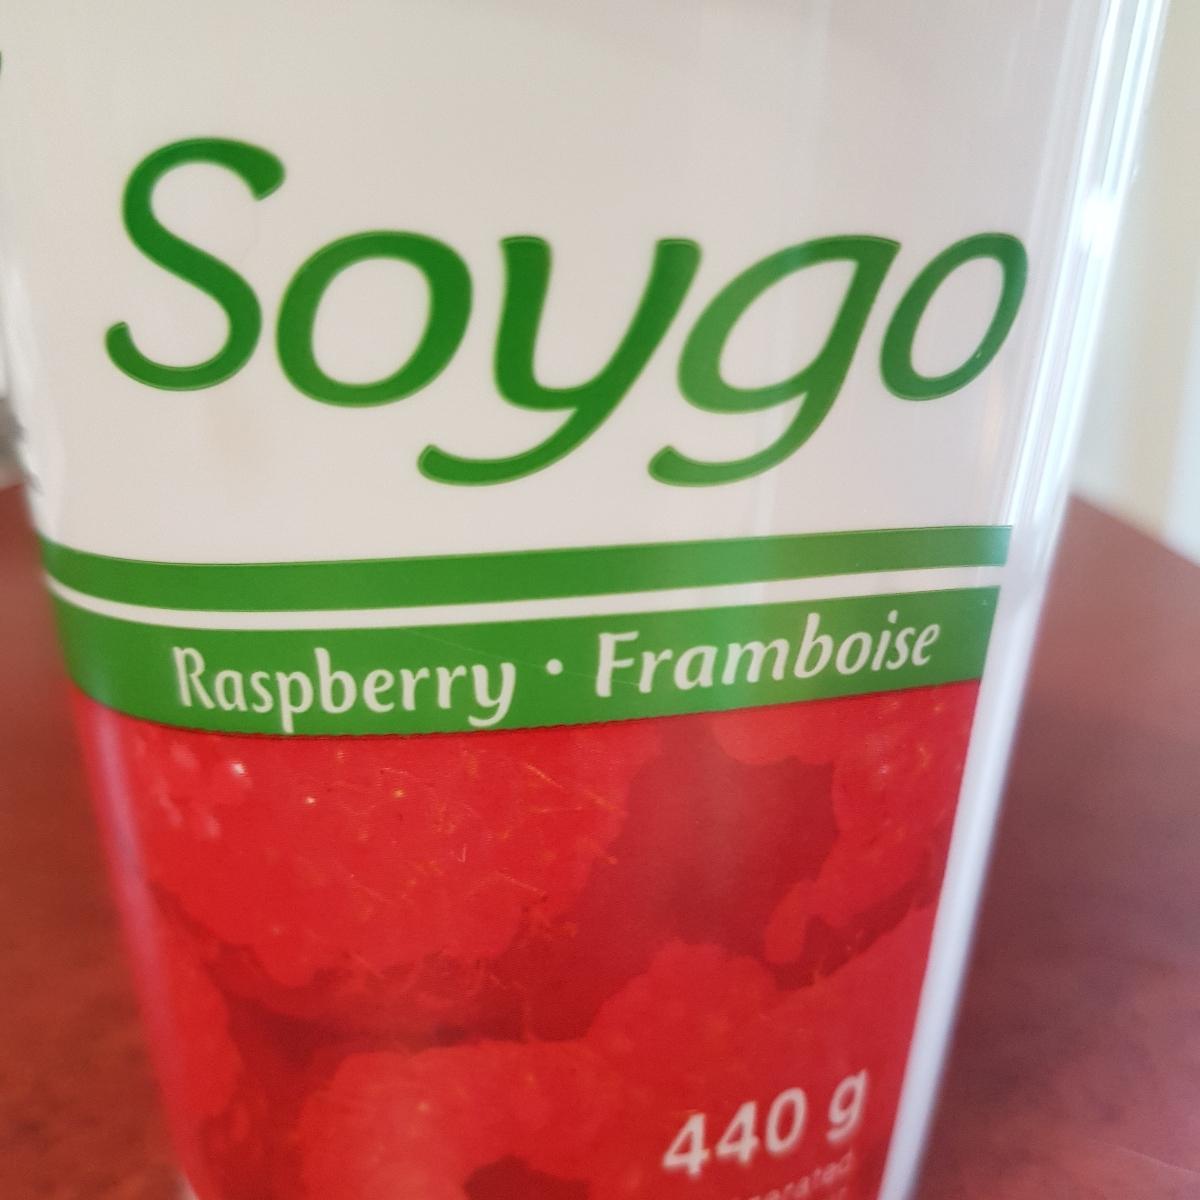 Soygo
Raspberry · Framboise
440 g